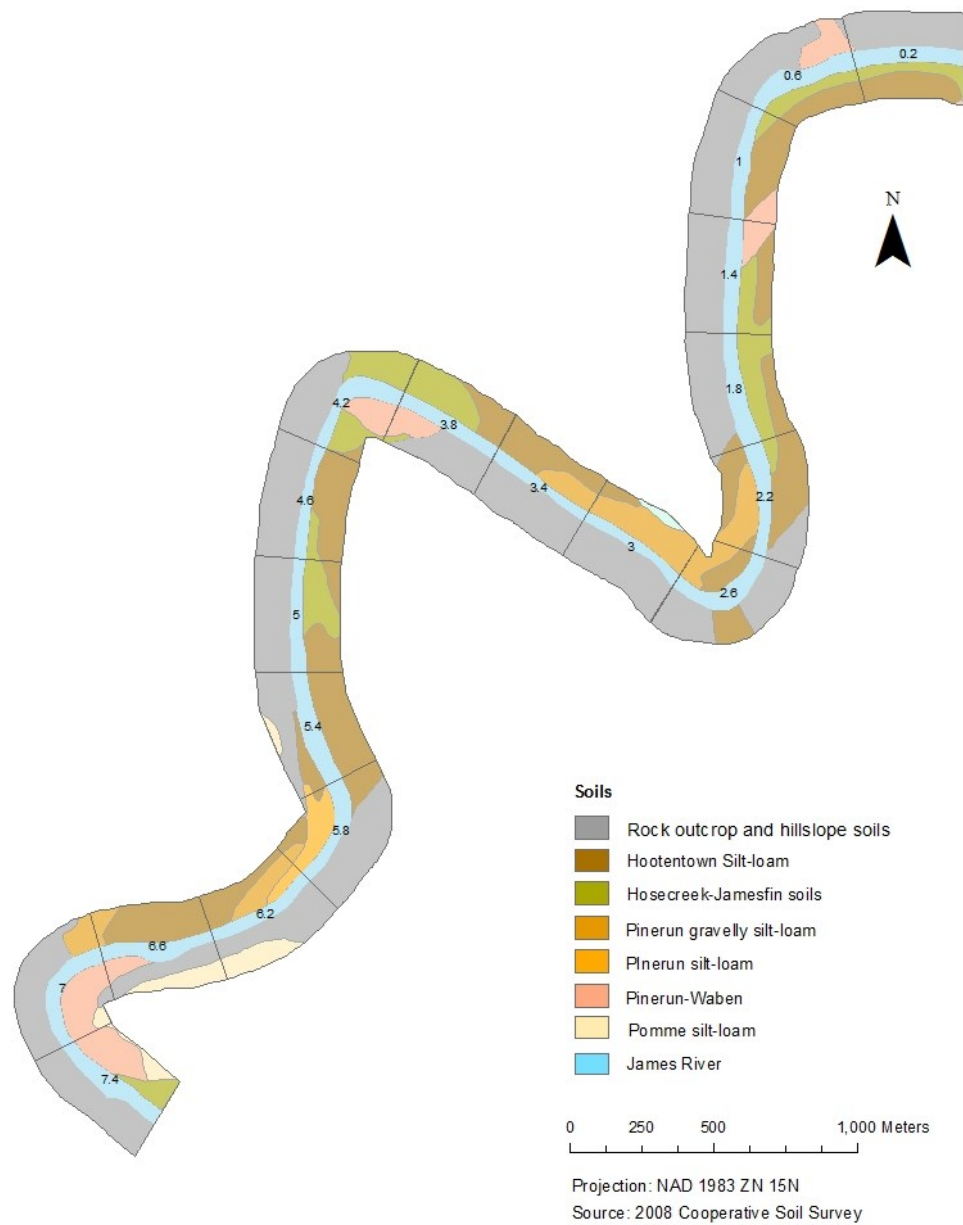 0.2
0.6
1
N
1.4
1.8
4.2
3.8
2.2
4.6
3.4
3
2.6
5
5.4
5.8
6.2
6.6
7
7.4
Soils
Rock outcrop and hillslope soils
Hootentown Silt-loam
Hosecreek-Jamesfin soils
Pinerun gravelly silt-loam
PInerun silt-loam
Pinerun-Waben
Pomme silt-loam
James River
0 250 500 1,000 Meters
Projection: NAD 1983 ZN 15N
Source: 2008 Cooperative Soil Survey